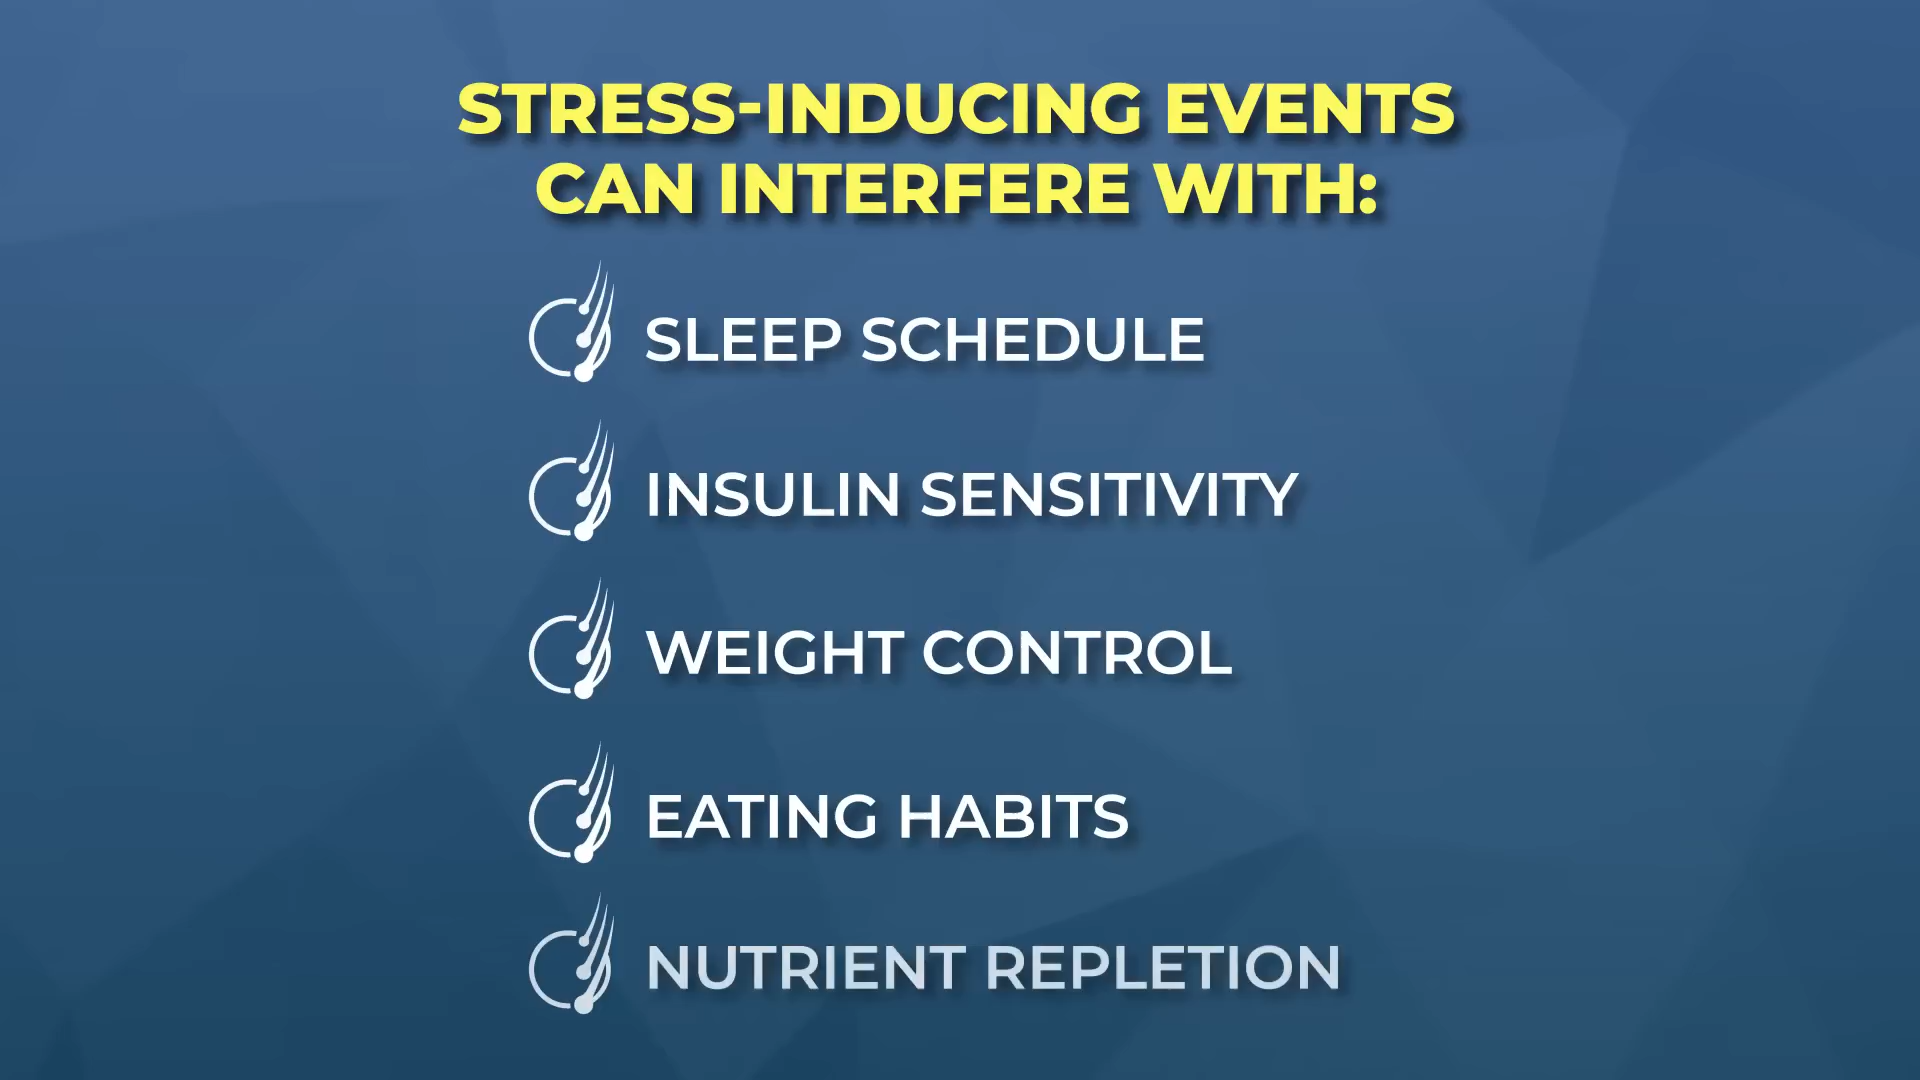 STRESS-INDUCING EVENTS
CAN INTERFERE WITH:
SLEEP SCHEDULE
INSULIN SENSITIVITY
WEIGHT CONTROL
EATING HABITS
NUTRIENT REPLETION